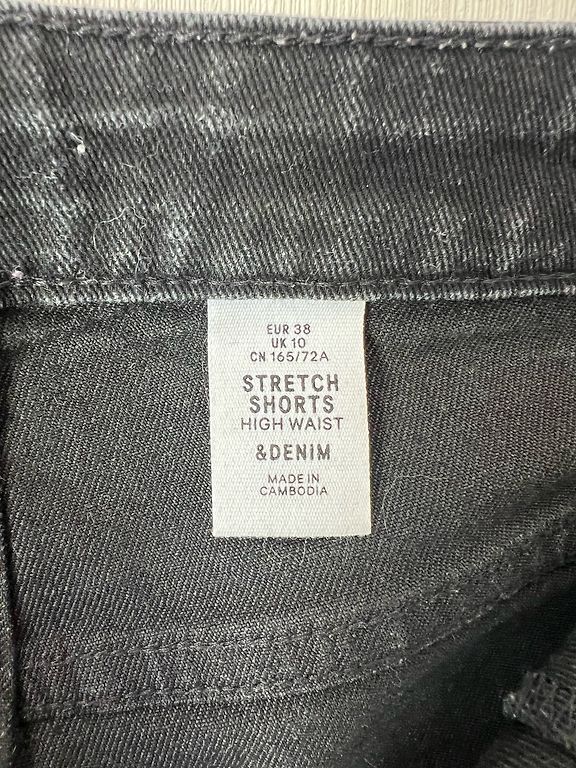 EUR 38
UK 10
CN 165/72A
STRETCH
SHORTS
HIGH WAIST
&DENIM
MADE IN
CAMBODIA